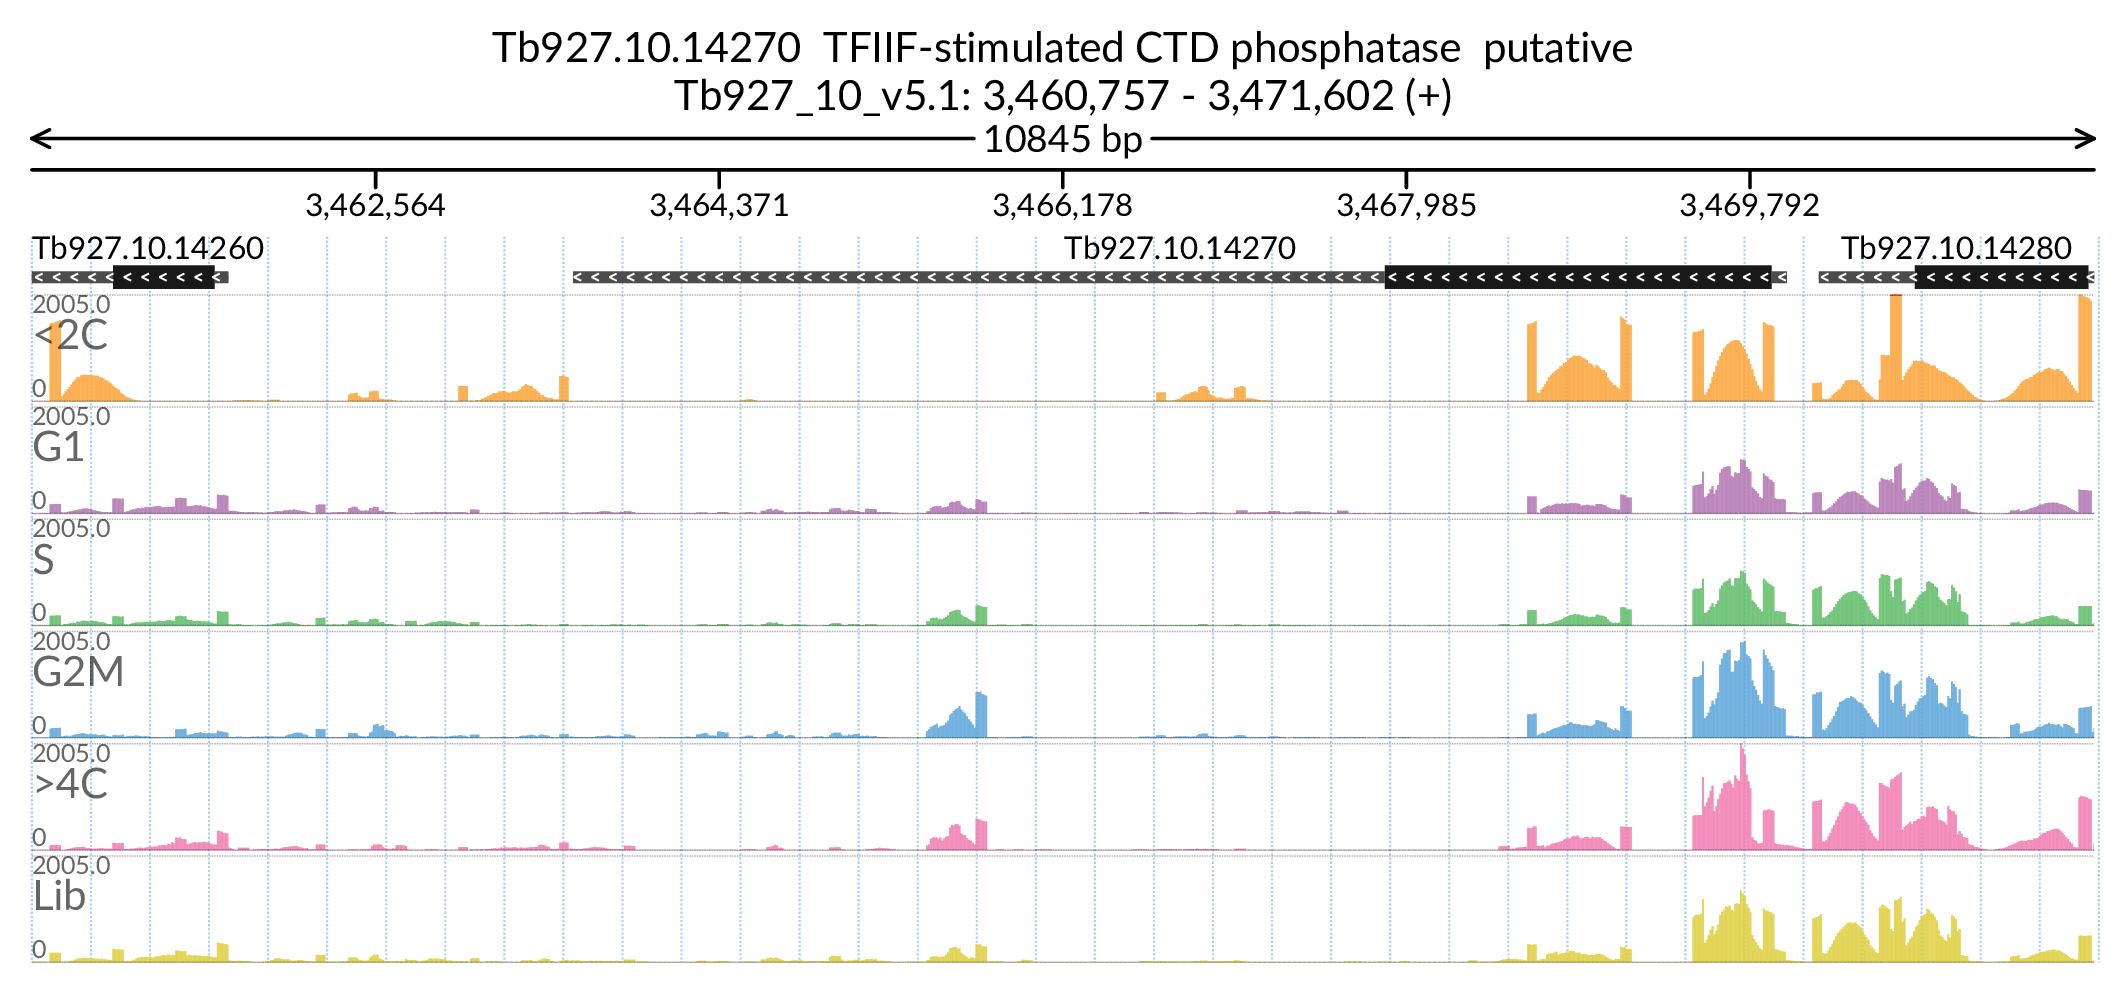 Tb927.10.14270  TFIIF-stimulated CTD phosphatase  putative
Tb927_10_v5.1: 3,460,757 - 3,471,602 (+)
10845 bp
3,462,564 3,464,371 3,466,178 3,467,985 3,469,792
Tb927.10.14260 Tb927.10.14270 Tb927.10.14280
2005.0
<2C
0
2005.0
G1
0
2005.0
S
0
2005.0
G2M
0
2005.0
>4C
0
2005.0
Lib
0